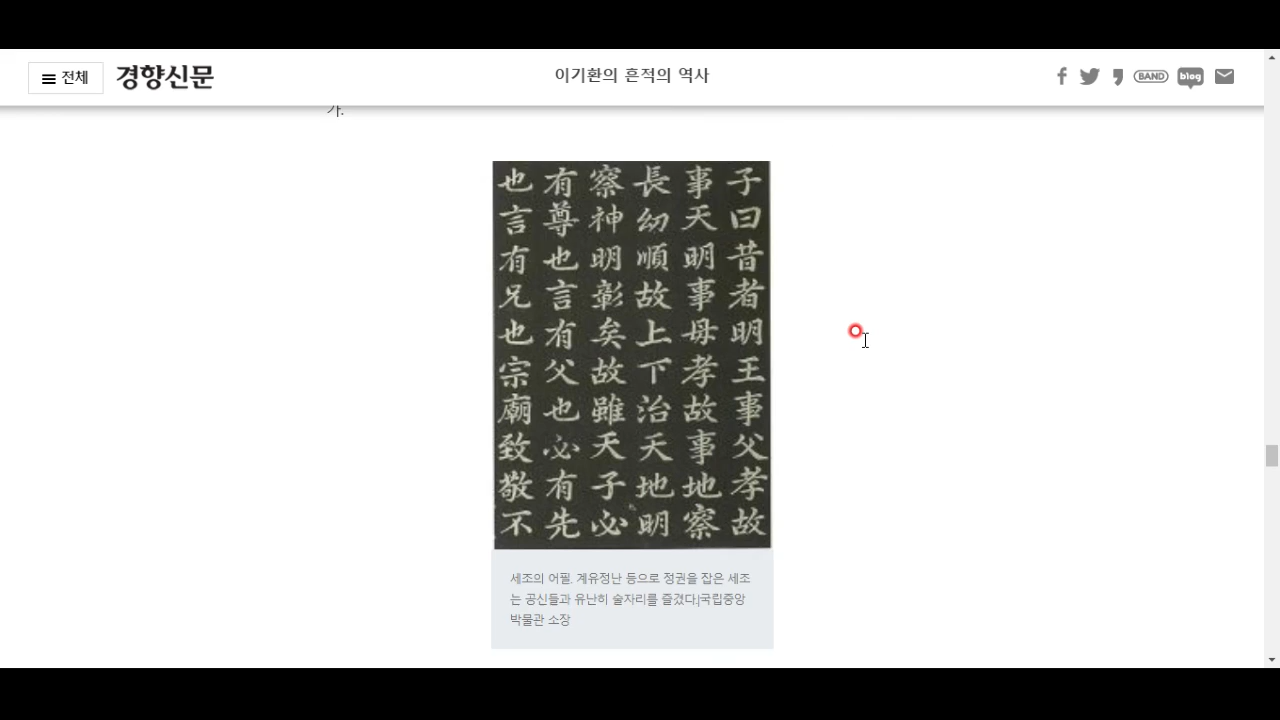 전체
경향신문
이기환의 흔적의 역사
BAND
blog
가.
子曰昔者明王事父孝故
事天明事母孝故事地察
長幼順故上下治天地明
察神明彰矣故雖天子必
有尊也言有父也必有先
也言有兄也宗廟致敬不
세조의 어필. 계유정난 등으로 정권을 잡은 세조
는 공신들과 유난히 술자리를 즐겼다.|국립중앙
박물관 소장